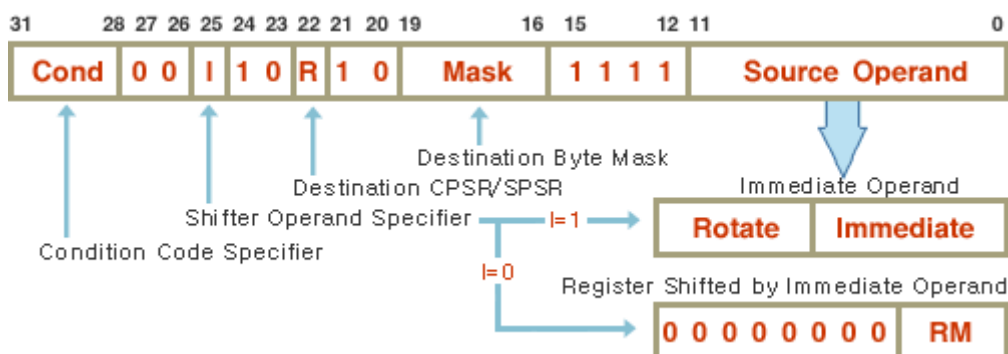 31 28 27 26 25 24 23 22 21 20 19 16 15 12 11 0
Cond 0 0 I 1 0 R 1 0 Mask 1 1 1 1 Source Operand
Destination Byte Mask
Destination CPSR/SPSR
Immediate Operand
Shifter Operand Specifier I=1 Rotate Immediate
Condition Code Specifier
I=0
Register Shifted by Immediate Operand
0 0 0 0 0 0 0 0 RM